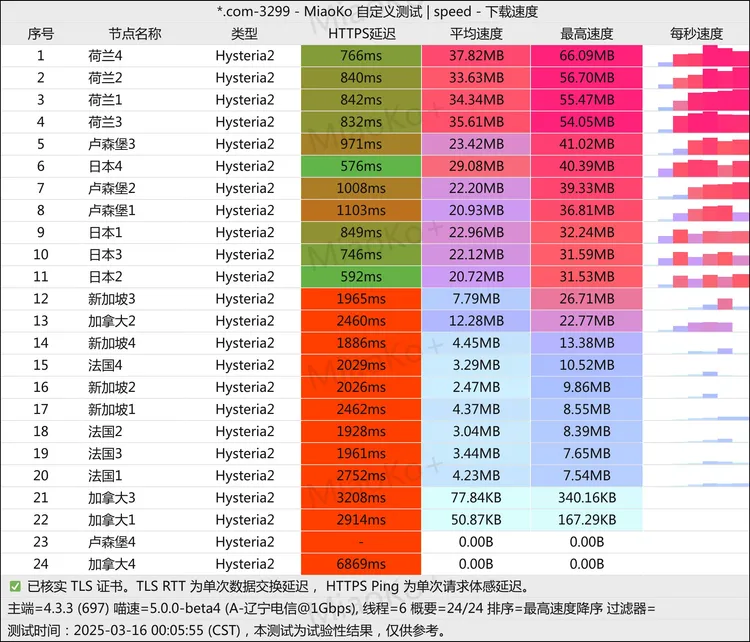 *.com-3299 - MiaoKo 自定义测试 | speed - 下载速度
序号 节点名称 类型 HTTPS延迟 平均速度 最高速度 每秒速度
1 荷兰4 Hysteria2 766ms 37.82MB 66.09MB
2 荷兰2 Hysteria2 840ms 33.63MB 56.70MB
3 荷兰1 Hysteria2 842ms 34.34MB 55.47MB
4 荷兰3 Hysteria2 832ms 35.61MB 54.05MB
5 卢森堡3 Hysteria2 971ms 23.42MB 41.02MB
6 日本4 Hysteria2 576ms 29.08MB 40.39MB
7 卢森堡2 Hysteria2 1008ms 22.20MB 39.33MB
8 卢森堡1 Hysteria2 1103ms 20.93MB 36.81MB
9 日本1 Hysteria2 849ms 22.96MB 32.24MB
10 日本3 Hysteria2 746ms 22.12MB 31.59MB
11 日本2 Hysteria2 592ms 20.72MB 31.53MB
12 新加坡3 Hysteria2 1965ms 7.79MB 26.71MB
13 加拿大2 Hysteria2 2460ms 12.28MB 22.77MB
14 新加坡4 Hysteria2 1886ms 4.45MB 13.38MB
15 法国4 Hysteria2 2029ms 3.29MB 10.52MB
16 新加坡2 Hysteria2 2026ms 2.47MB 9.86MB
17 新加坡1 Hysteria2 2462ms 4.37MB 8.55MB
18 法国2 Hysteria2 1928ms 3.04MB 8.39MB
19 法国3 Hysteria2 1961ms 3.44MB 7.65MB
20 法国1 Hysteria2 2752ms 4.23MB 7.54MB
21 加拿大3 Hysteria2 3208ms 77.84KB 340.16KB
22 加拿大1 Hysteria2 2914ms 50.87KB 167.29KB
23 卢森堡4 Hysteria2 - 0.00B 0.00B
24 加拿大4 Hysteria2 6869ms 0.00B 0.00B
✅ 已核实 TLS 证书。TLS RTT 为单次数据交换延迟， HTTPS Ping 为单次请求体感延迟。
主端=4.3.3 (697) 喵速=5.0.0-beta4 (A-辽宁电信@1Gbps), 线程=6 概要=24/24 排序=最高速度降序 过滤器=
测试时间：2025-03-16 00:05:55 (CST)，本测试为试验性结果，仅供参考。